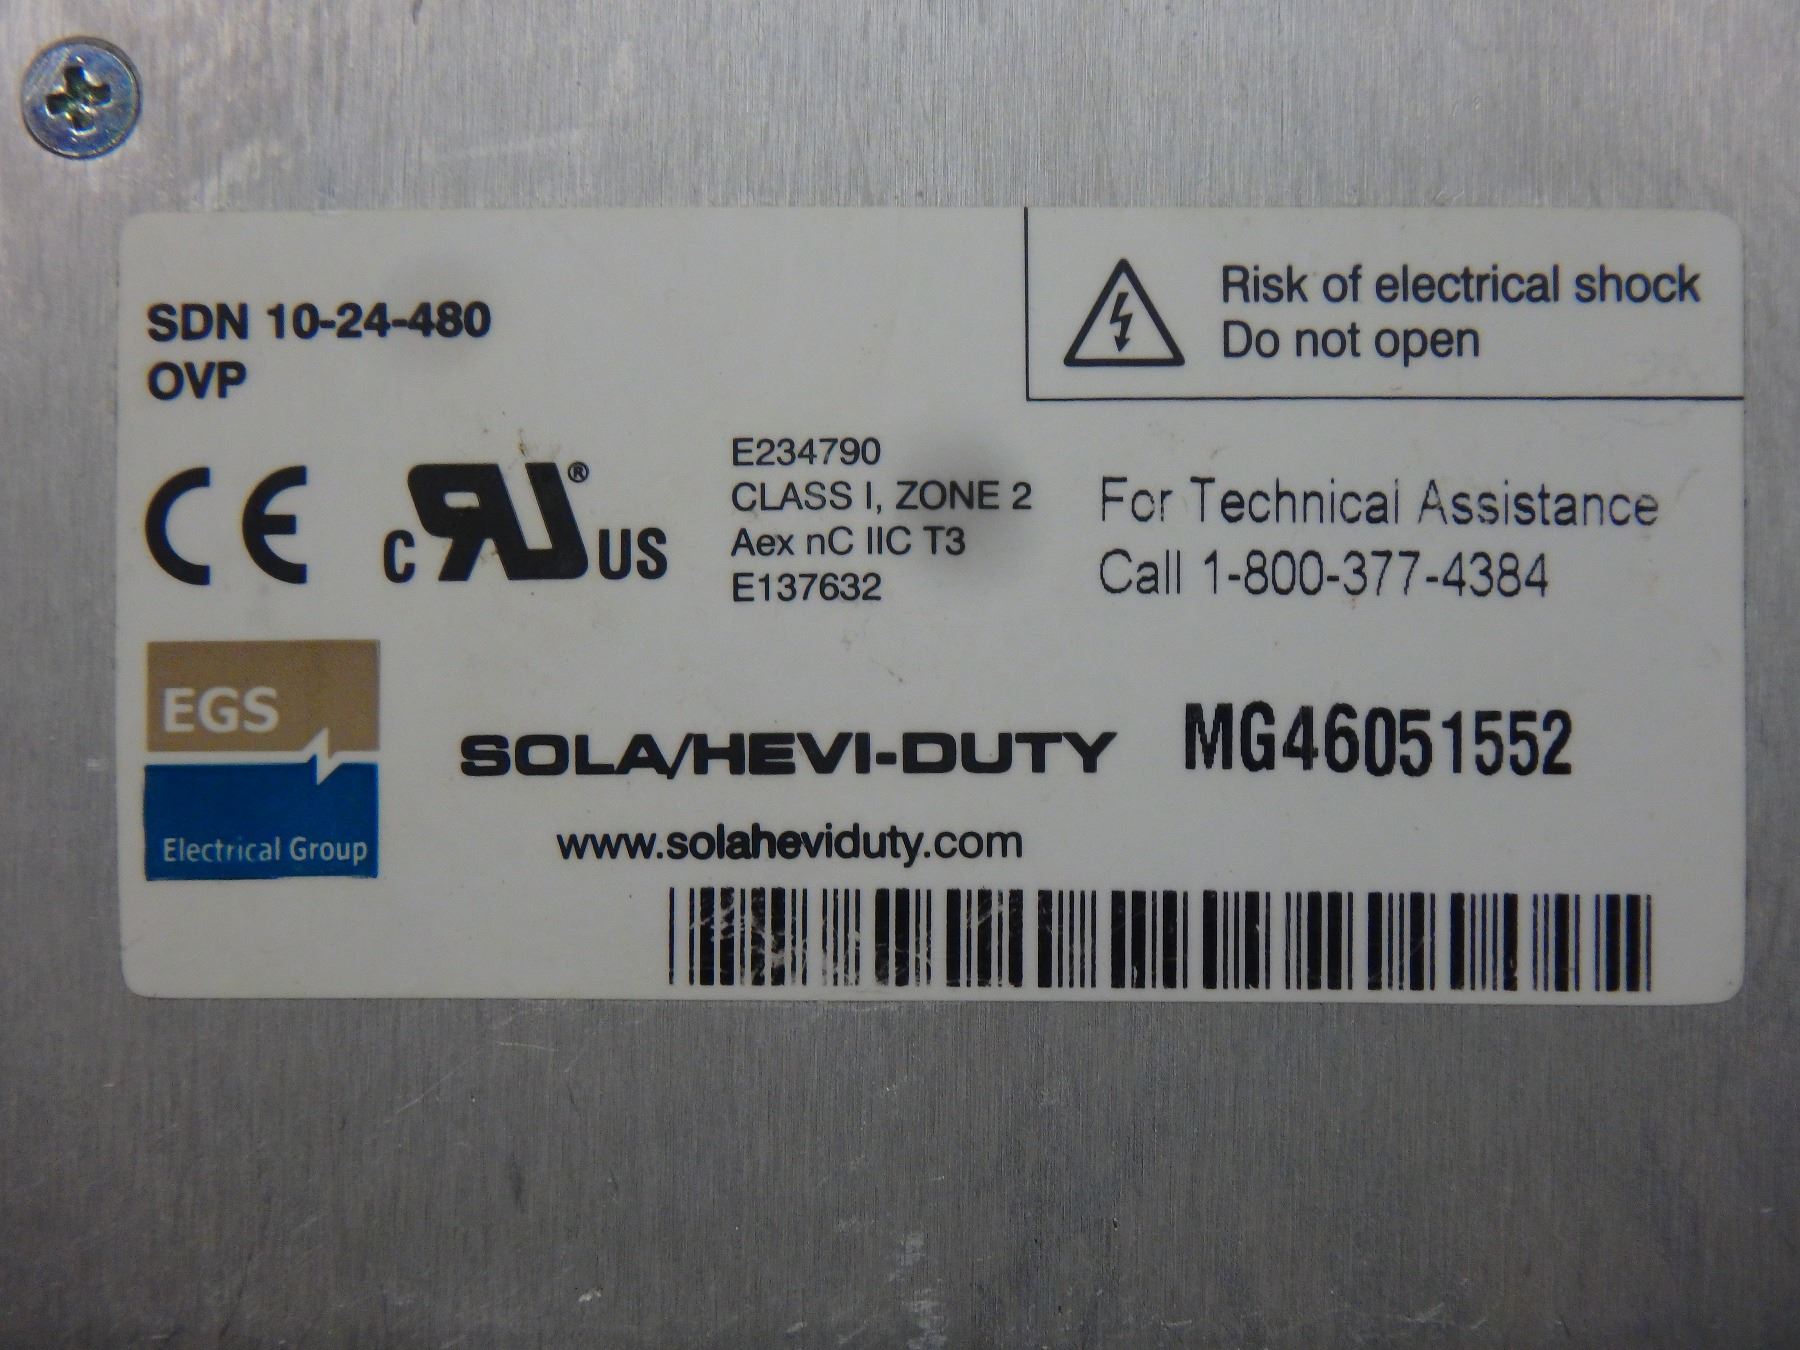 SDN 10-24-480
OVP
Risk of electrical shock
Do not open
CE
c RU® US
E234790
CLASS I, ZONE 2
Aex nC IIC T3
E137632
For Technical Assistance
Call 1-800-377-4384
EGS
Electrical Group
SOLA/HEVI-DUTY
MG46051552
www.solaheviduty.com